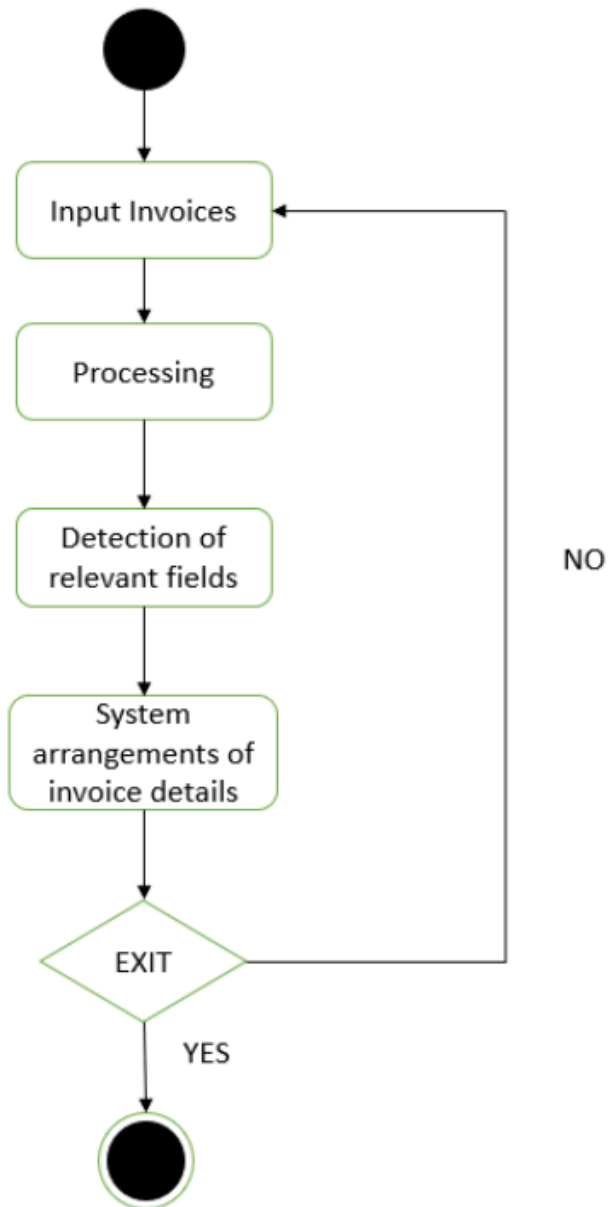 Input Invoices
Processing
Detection of
relevant fields
NO
System
arrangements of
invoice details
EXIT
YES